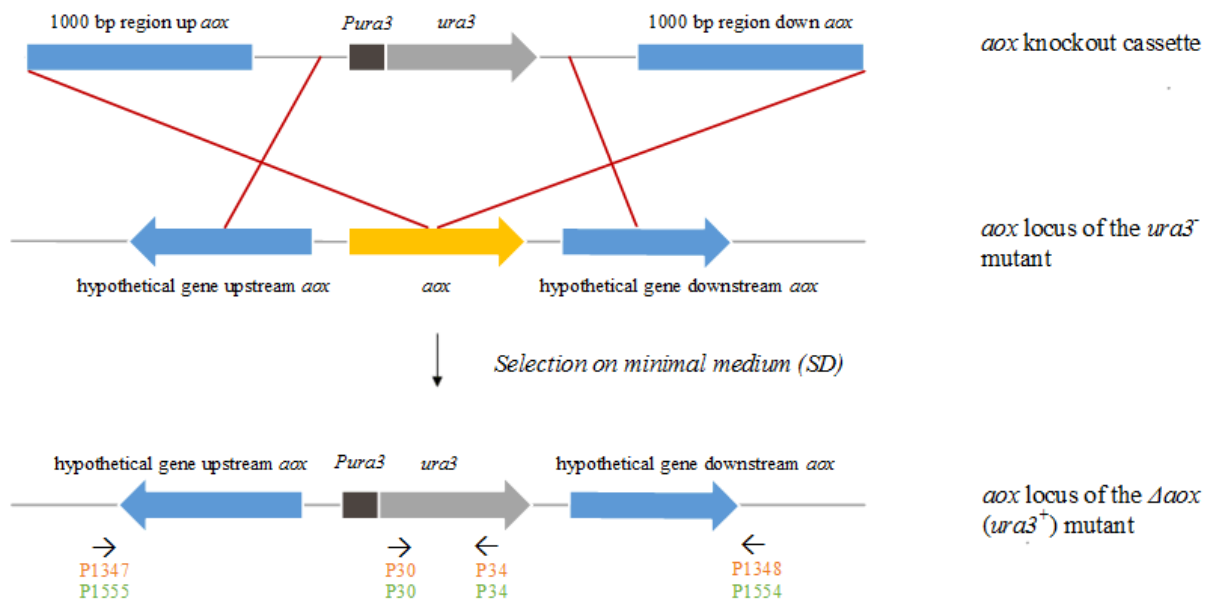 1000 bp region up aox
Pura3
ura3
1000 bp region down aox
aox knockout cassette
hypothetical gene upstream aox
aox
hypothetical gene downstream aox
aox locus of the ura3-
mutant
Selection on minimal medium (SD)
hypothetical gene upstream aox
Pura3
ura3
hypothetical gene downstream aox
aox locus of the Δaox
(ura3+) mutant
P1347
P30
P34
P1348
P1555
P30
P34
P1554